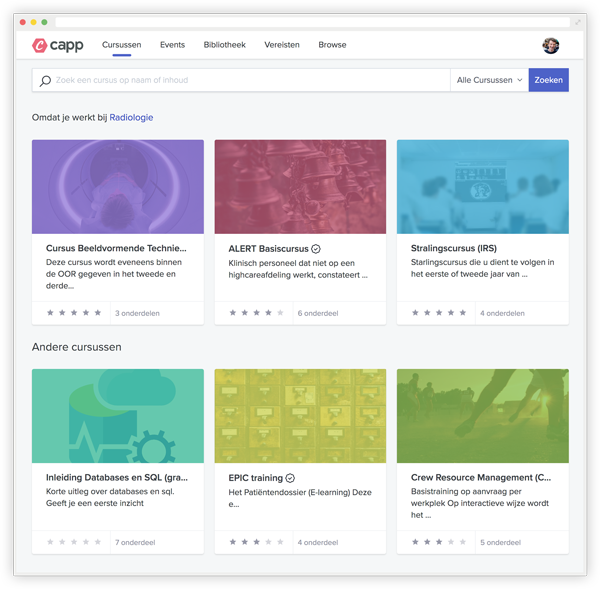 capp
Cursussen Events Bibliotheek Vereisten Browse
Zoek een cursus op naam of inhoud
Alle Cursussen
Zoeken
Omdat je werkt bij Radiologie
Cursus Beeldvormende Technie...
Deze cursus wordt eveneens binnen
de OOR gegeven in het tweede en
derde...
3 onderdelen
ALERT Basiscursus
Klinisch personeel dat niet op een
highcareafdeling werkt, constateert ...
6 onderdeel
Stralingscursus (IRS)
Starlingscursus die u dient te volgen in
het eerste of tweede jaar van ...
4 onderdelen
Andere cursussen
Inleiding Databases en SQL (gra...
Korte uitleg over databases en sql.
Geef je een eerste inzicht
7 onderdeel
EPIC training
Het Patiëntendossier (E-learning) Deze
e...
4 onderdeel
Crew Resource Management (C...
Basistraining op aanvraag per
werkplek Op interactieve wijze wordt
het ...
5 onderdeel